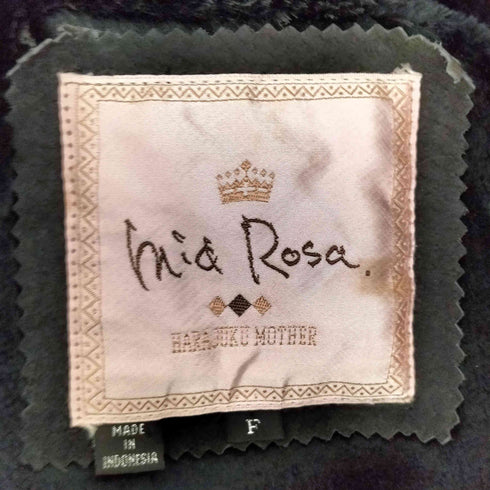 mia Rosa.
HARAJUKU MOTHER
MADE
IN
INDONESIA
F